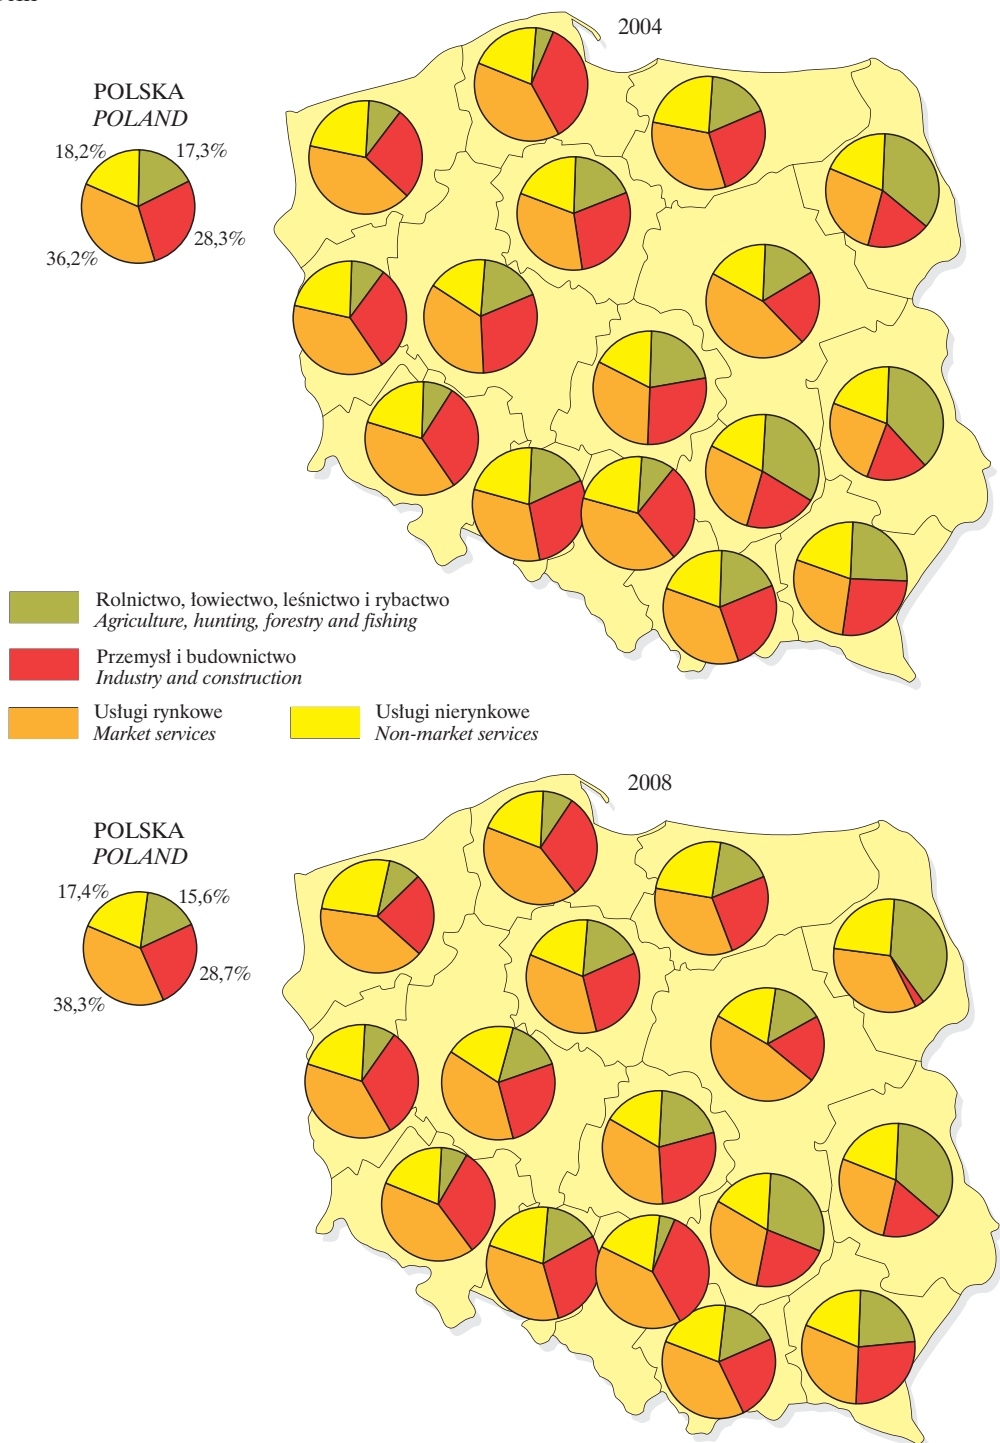 2004
POLSKA
POLAND
18,2%
17,3%
28,3%
36,2%
Rolnictwo, łowiectwo, leśnictwo i rybactwo
Agriculture, hunting, forestry and fishing
Przemysł i budownictwo
Industry and construction
Usługi rynkowe
Market services
Usługi nierynkowe
Non-market services
2008
POLSKA
POLAND
17,4%
15,6%
28,7%
38,3%